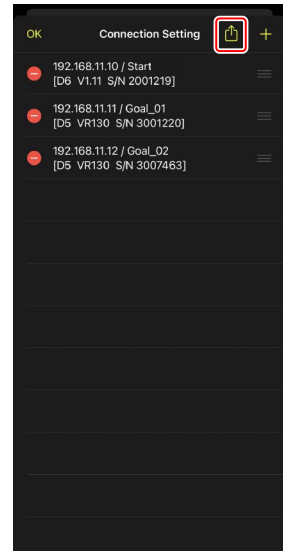 OK Connection Setting +
192.168.11.10 / Start
[D6 V1.11 S/N 2001219]
192.168.11.11 / Goal_01
[D5 VR130 S/N 3001220]
192.168.11.12 / Goal_02
[D5 VR130 S/N 3007463]